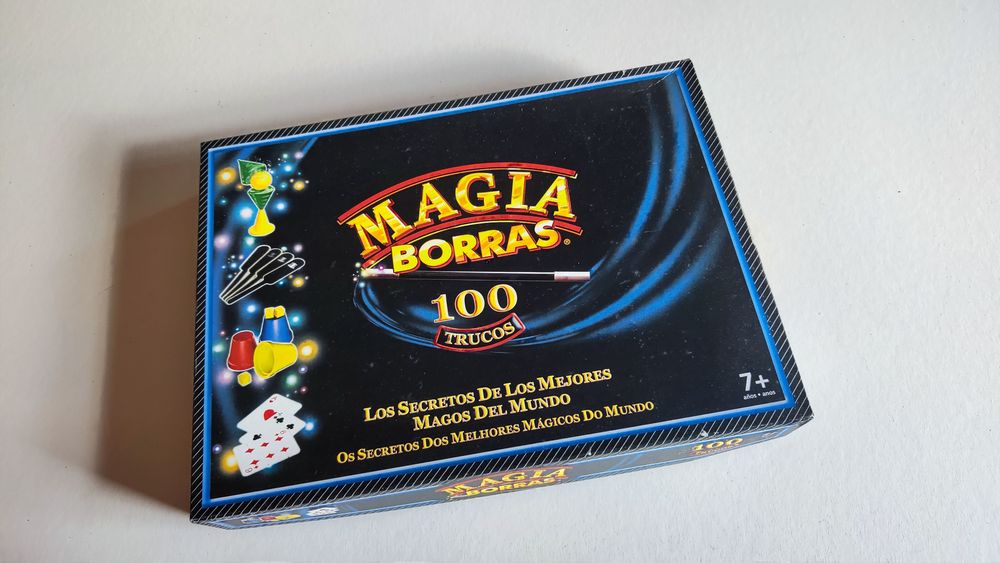 MAGIA
BORRAS®
100
TRUCOS
LOS SECRETOS DE LOS MEJORES
MAGOS DEL MUNDO
OS SECRETOS DOS MELHORES MÁGICOS DO MUNDO
7+
años • anos
MAGIA
BORRAS
100
TRUCOS